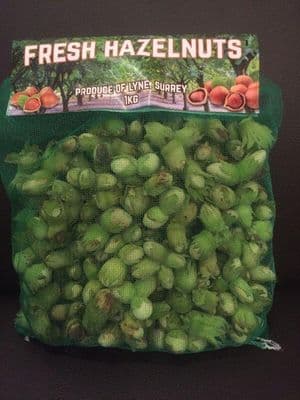 FRESH HAZELNUTS
PRODUCE OF LYNE, SURREY
1KG